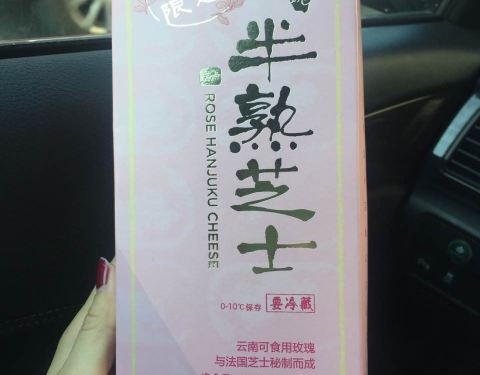 限
半熟芝士
ROSE HANJUKU CHEESE
0-10℃保存 要冷藏
云南可食用玫瑰
与法国芝士秘制而成